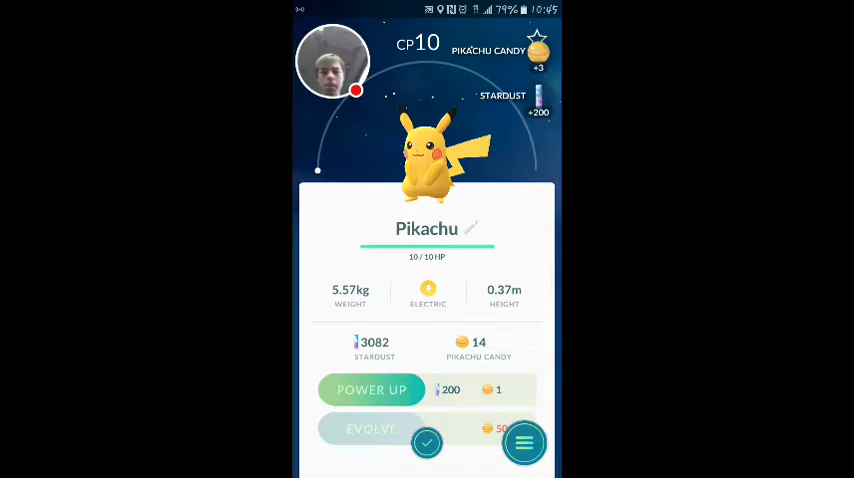 79% 10:45
CP10
PIKACHU CANDY
+3
STARDUST
+200
Pikachu
10 / 10 HP
5.57kg
WEIGHT
ELECTRIC
0.37m
HEIGHT
3082
STARDUST
14
PIKACHU CANDY
POWER UP 200 1
EVOLVE 50